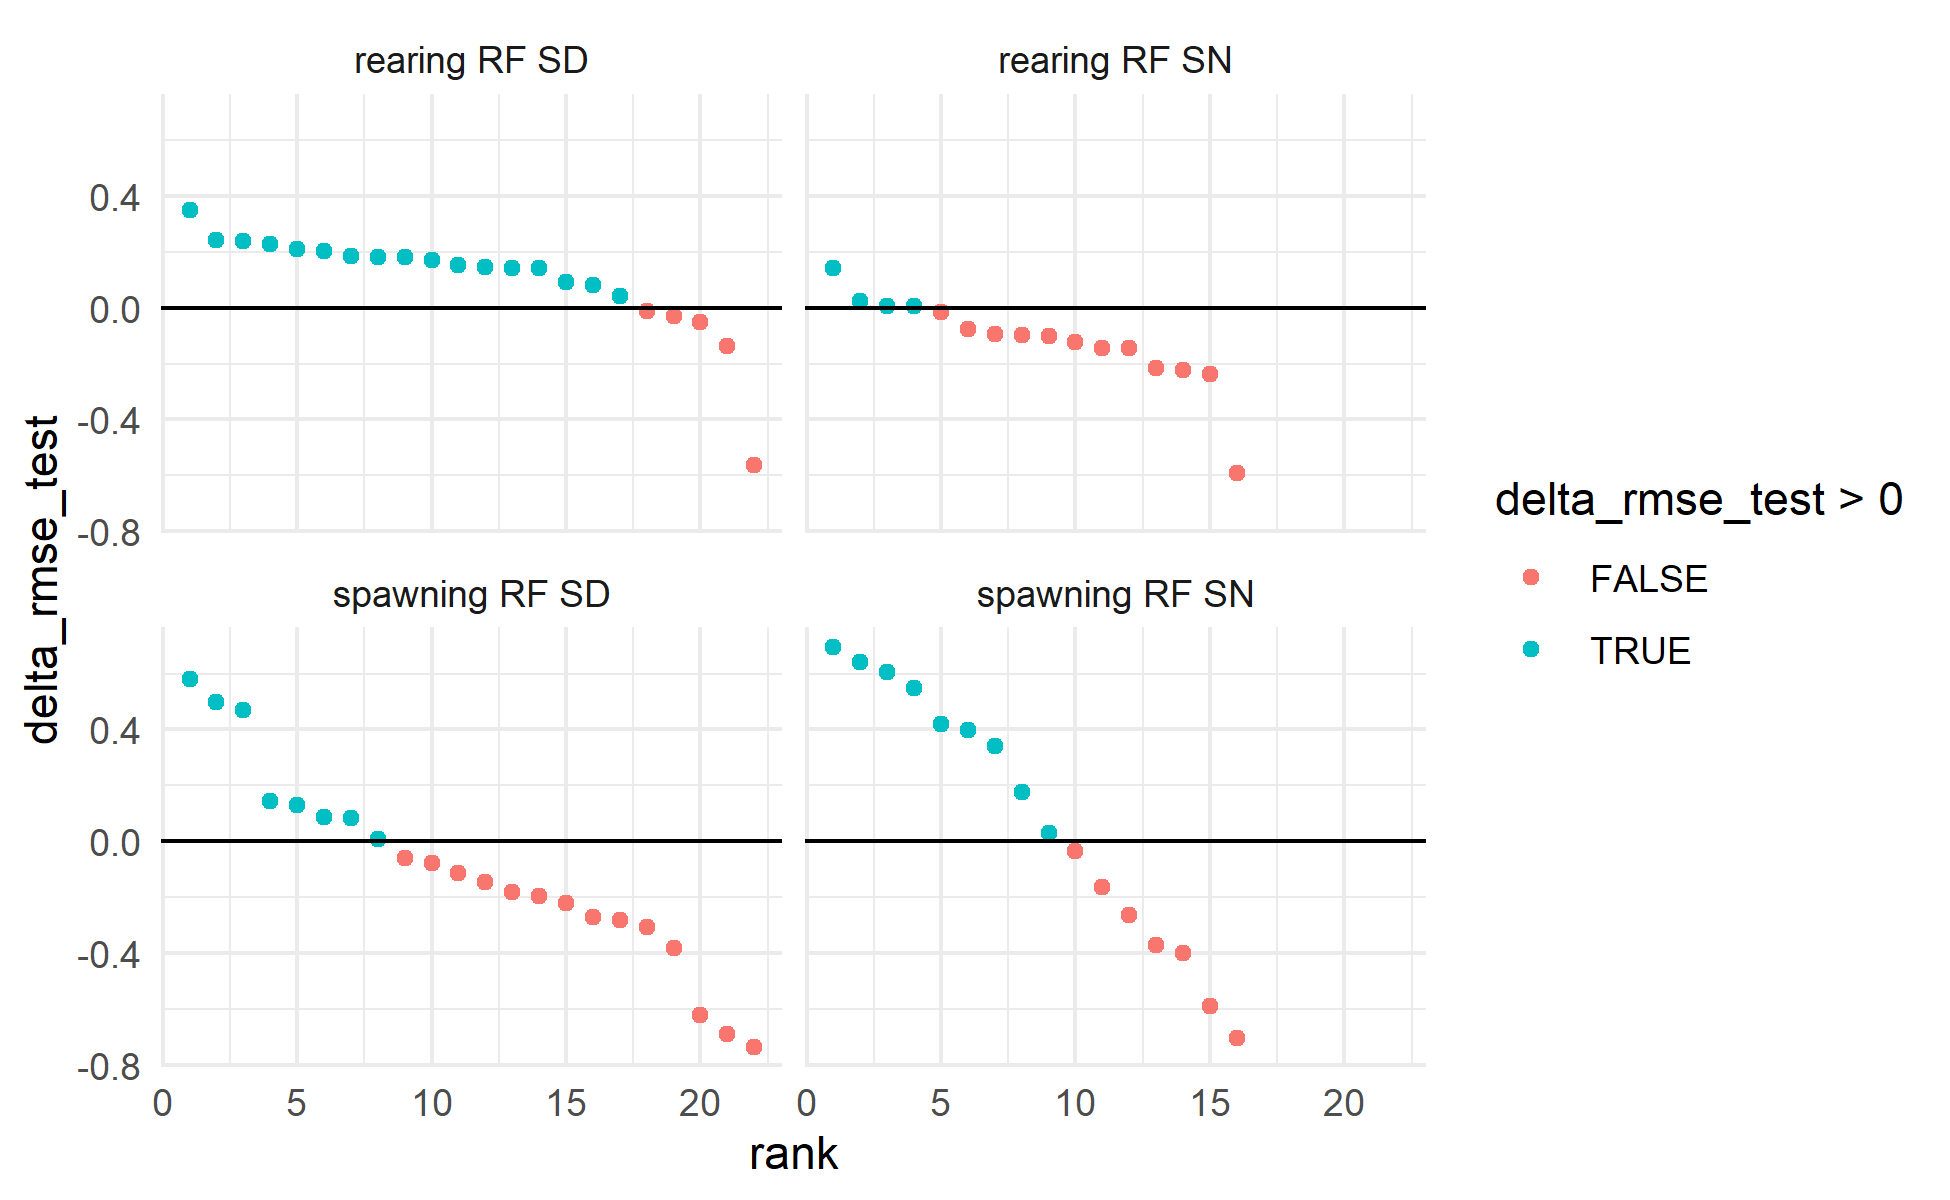 rearing RF SD
rearing RF SN
0.4
0.0
-0.4
-0.8
delta_rmse_test
spawning RF SD
spawning RF SN
0.4
0.0
-0.4
-0.8
0 5 10 15 20
0 5 10 15 20
rank
delta_rmse_test > 0
FALSE
TRUE